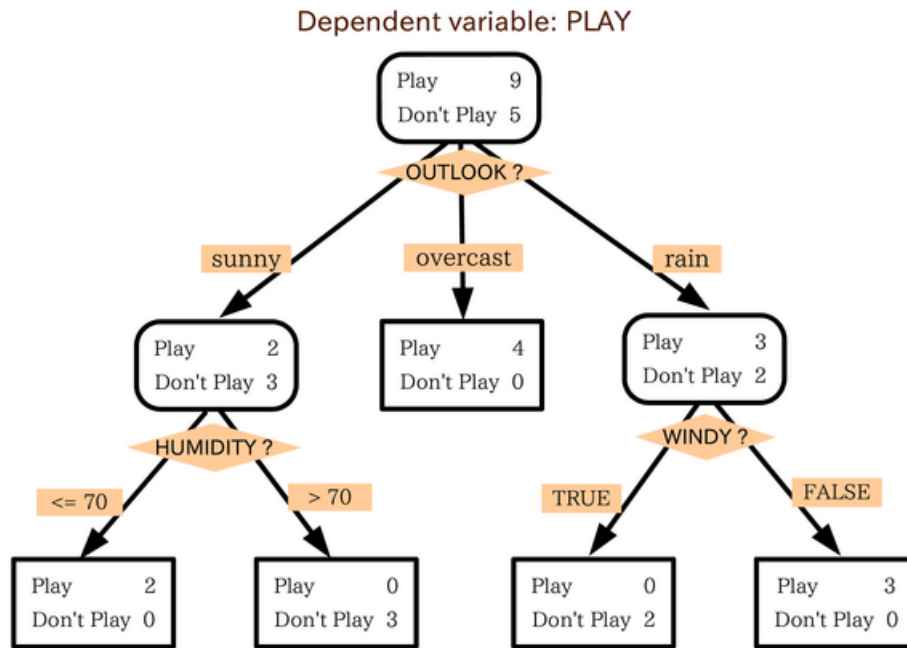 Dependent variable: PLAY
Play 9
Don't Play 5
OUTLOOK ?
sunny
overcast
rain
Play 2
Don't Play 3
Play 4
Don't Play 0
Play 3
Don't Play 2
HUMIDITY ?
WINDY ?
<= 70
> 70
TRUE
FALSE
Play 2
Don't Play 0
Play 0
Don't Play 3
Play 0
Don't Play 2
Play 3
Don't Play 0